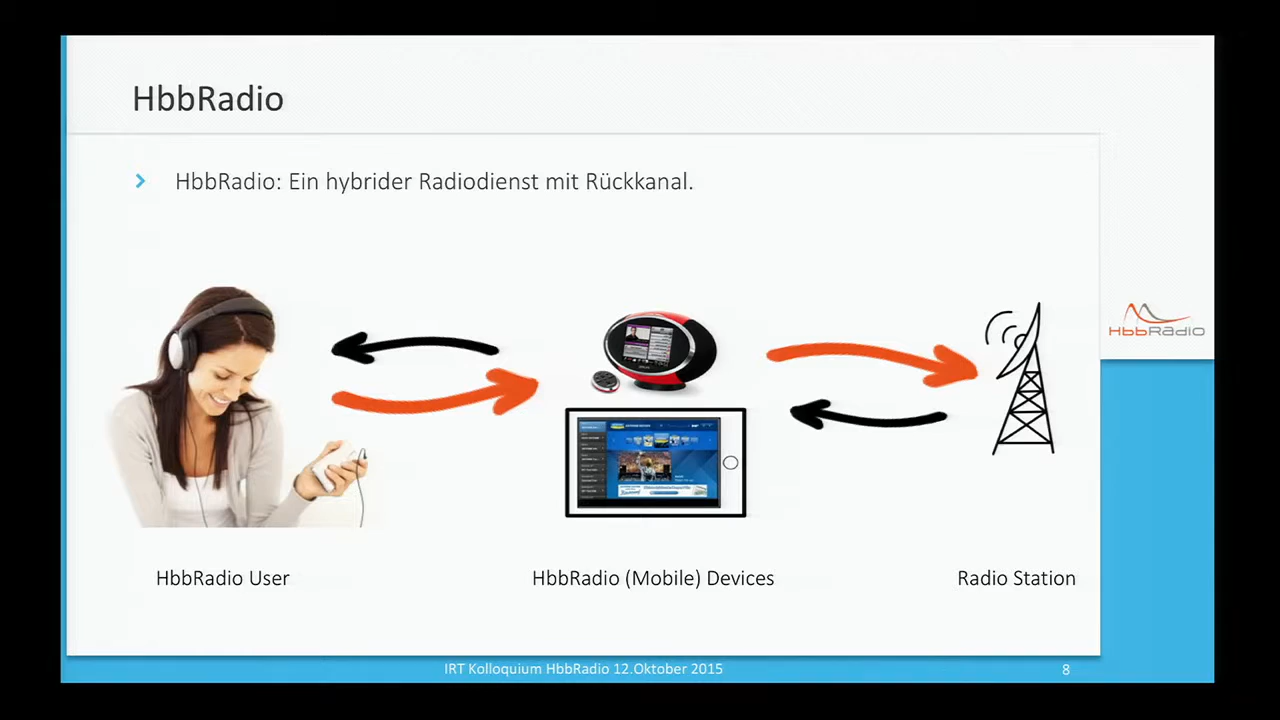 HbbRadio
HbbRadio: Ein hybrider Radiodienst mit Rückkanal.
HbbRadio
HbbRadio User
HbbRadio (Mobile) Devices
Radio Station
IRT Kolloquium HbbRadio 12.Oktober 2015
8